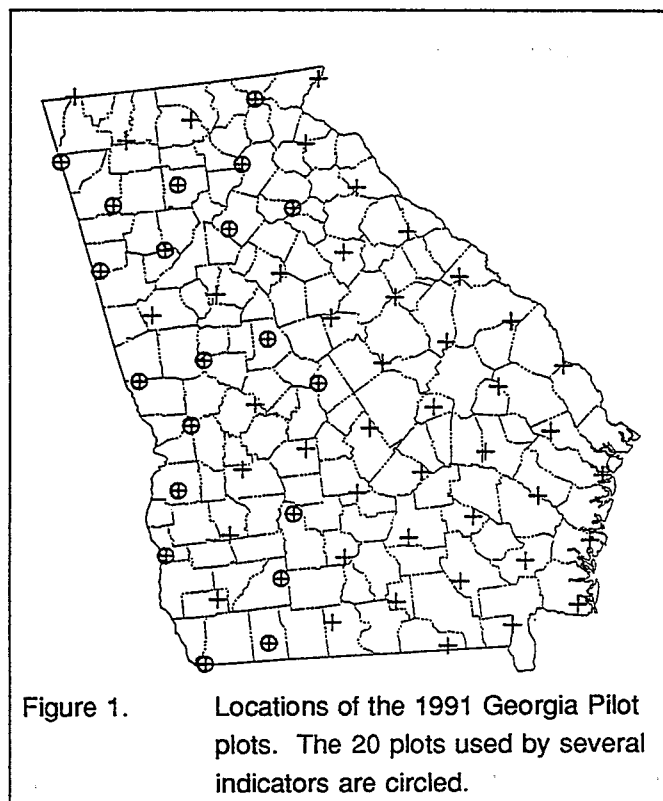 Figure 1. Locations of the 1991 Georgia Pilot
plots. The 20 plots used by several
indicators are circled.